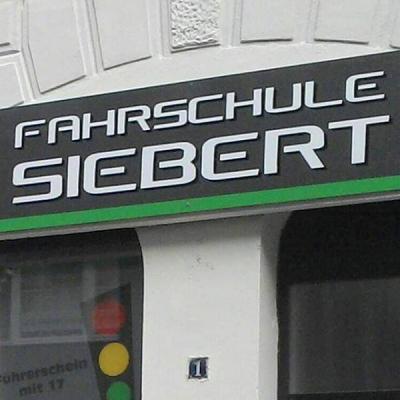 FAHRSCHULE
SIEBERT
1
Führerschein
mit 17